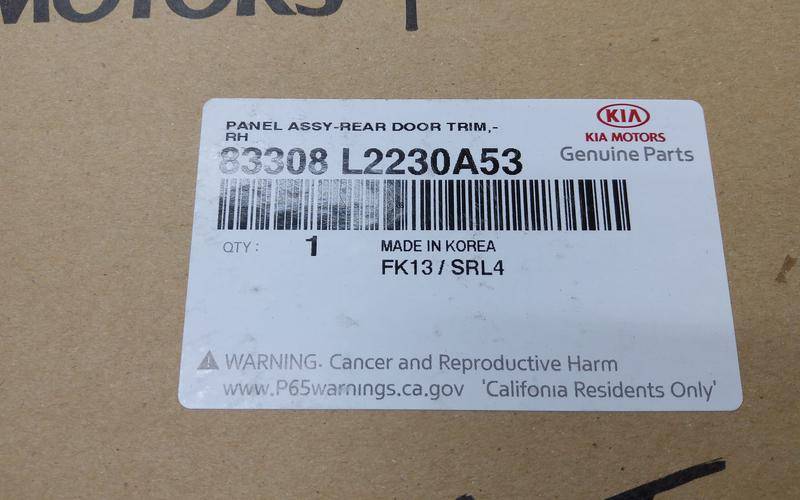 MOTORS
PANEL ASSY-REAR DOOR TRIM,-
RH
83308 L2230A53
KIA
KIA MOTORS
Genuine Parts
QTY : 1 MADE IN KOREA
FK13 / SRL4
WARNING. Cancer and Reproductive Harm
www.P65warnings.ca.gov 'Califonia Residents Only'